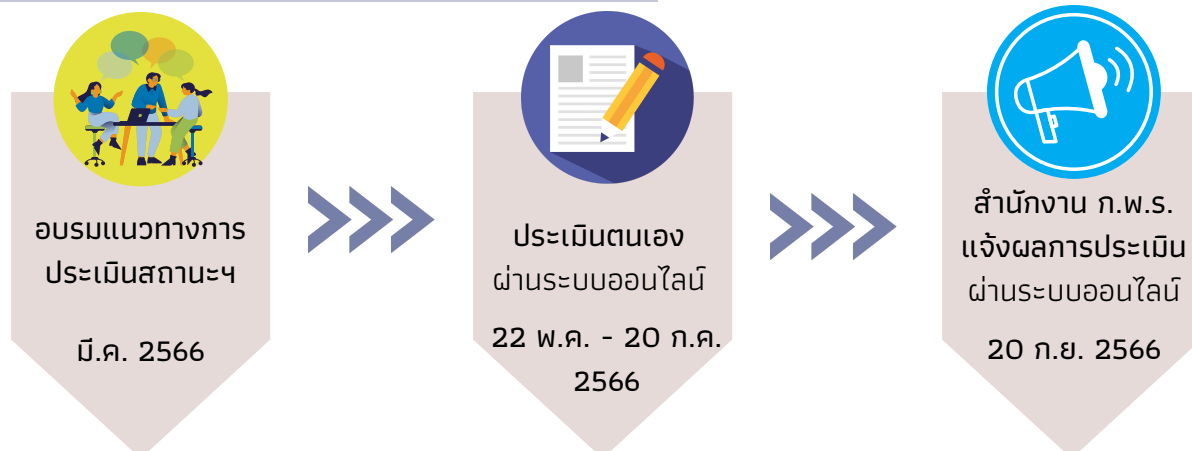 อบรมแนวทางการ
ประเมินสถานะฯ
มี.ค. 2566
ประเมินตนเอง
ผ่านระบบออนไลน์
22 พ.ค. - 20 ก.ค.
2566
สำนักงาน ก.พ.ร.
แจ้งผลการประเมิน
ผ่านระบบออนไลน์
20 ก.ย. 2566